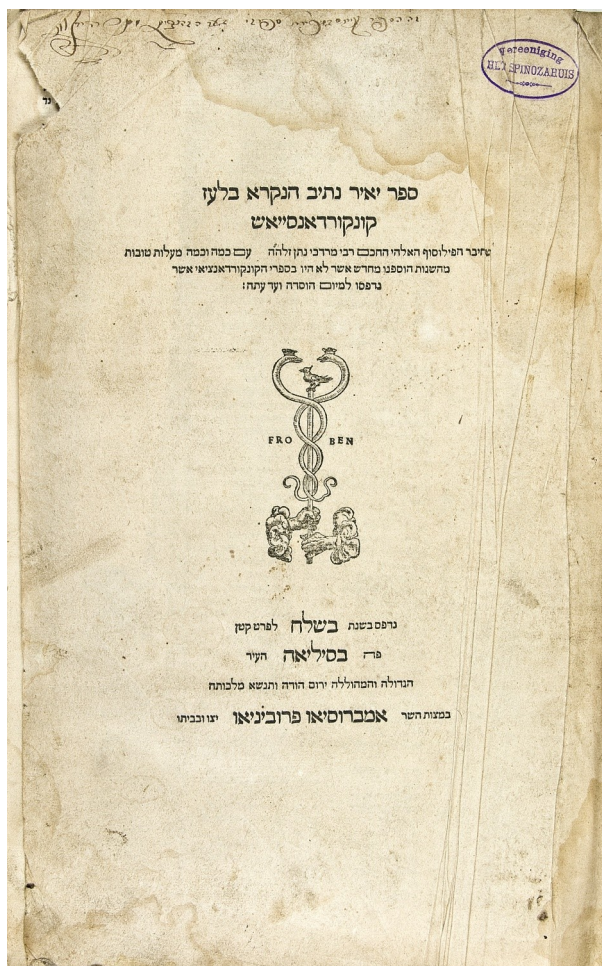 Vereeniging
HET SPINOZAHUIS
ספר יאיר נתיב הנקרא בלעז
קונקורדאנסייאש
שחיבר הפילוסוף האלהי החכם רבי מרדכי נתן זלה״ה עם כמה וכמה מעלות טובות
מהשנות הוספנו מחדש אשר לא היו בספרי הקונקורדאנציאי אשר
נדפסו למיום הוסדה ועד עתה:
FRO BEN
נדפס בשנת בשלח לפרט קטן
פה בסיליאה העיר
הגדולה והמהוללה ירום הודה ותנשא מלכותה
במצות השר אמברוסיאו פרוביניאו יצו ובביתו